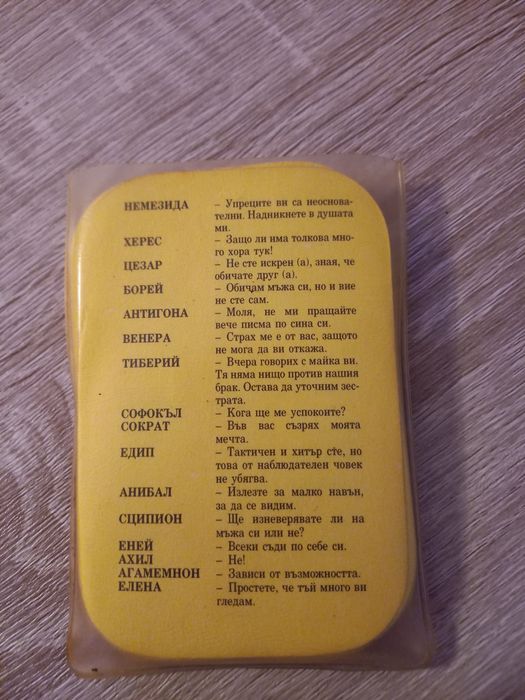 НЕМЕЗИДА – Упреците ви са неоснова-
телни. Надникнете в душата
ми.
ХЕРЕС – Защо ли има толкова мно-
го хора тук!
ЦЕЗАР – Не сте искрен (а), зная, че
обичате друг (а).
БОРЕЙ – Обичам мъжа си, но и вие
не сте сам.
АНТИГОНА – Моля, не ми пращайте
вече писма по сина си.
ВЕНЕРА – Страх ме е от вас, защото
не мога да ви откажа.
ТИБЕРИЙ – Вчера говорих с майка ви.
Тя няма нищо против нашия
брак. Остава да уточним зес-
трата.
СОФОКЪЛ – Кога ще ме успокоите?
СОКРАТ – Във вас съзрях моята
мечта.
ЕДИП – Тактичен и хитър сте, но
това от наблюдателен човек
не убягва.
АНИБАЛ – Излезте за малко навън,
за да се видим.
СЦИПИОН – Ще изневерявате ли на
мъжа си или не?
ЕНЕЙ – Всеки съди по себе си.
АХИЛ – Не!
АГАМЕМНОН – Зависи от възможността.
ЕЛЕНА – Простете, че тъй много ви
гледам.